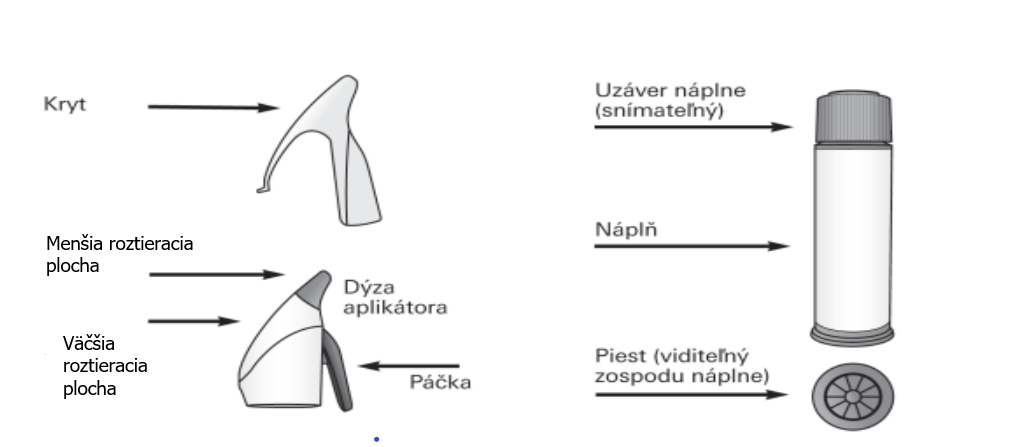 Kryt
Menšia roztieracia
plocha
Dýza
aplikátora
Väčšia
roztieracia
plocha
Páčka
Uzáver náplne
(snímateľný)
Náplň
Piest (viditeľný
zospodu náplne)